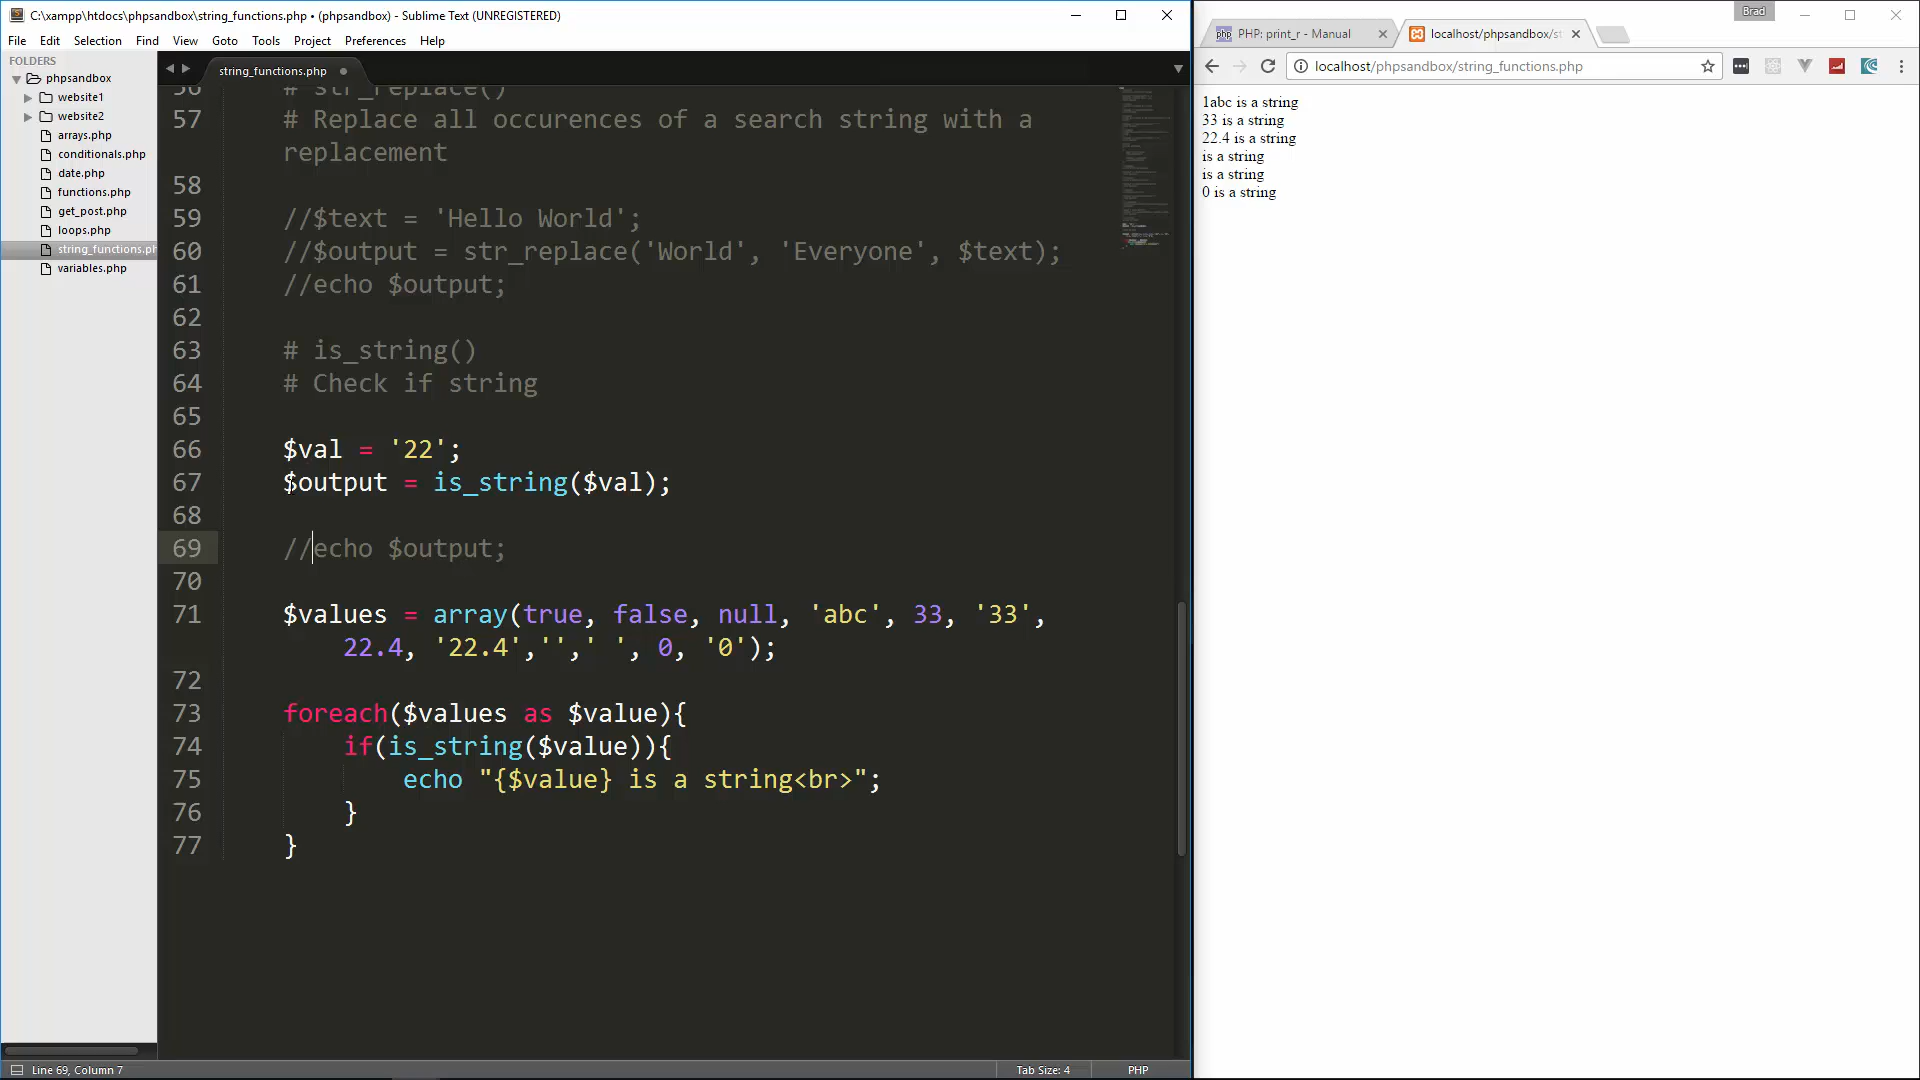 C:\xampp\htdocs\phpsandbox\string_functions.php • (phpsandbox) - Sublime Text (UNREGISTERED)
File Edit Selection Find View Goto Tools Project Preferences Help
FOLDERS
phpsandbox
website1
website2
arrays.php
conditionals.php
date.php
functions.php
get_post.php
loops.php
string_functions.ph
variables.php
string_functions.php
56 # str_replace()
57 # Replace all occurences of a search string with a
replacement
58
59 //$text = 'Hello World';
60 //$output = str_replace('World', 'Everyone', $text);
61 //echo $output;
62
63 # is_string()
64 # Check if string
65
66 $val = '22';
67 $output = is_string($val);
68
69 //echo $output;
70
71 $values = array(true, false, null, 'abc', 33, '33',
22.4, '22.4','',' ', 0, '0');
72
73 foreach($values as $value){
74 if(is_string($value)){
75 echo "{$value} is a string<br>";
76 }
77 }
Line 69, Column 7
Tab Size: 4
PHP
Brad
php PHP: print_r - Manual
localhost/phpsandbox/st
localhost/phpsandbox/string_functions.php
1abc is a string
33 is a string
22.4 is a string
is a string
is a string
0 is a string